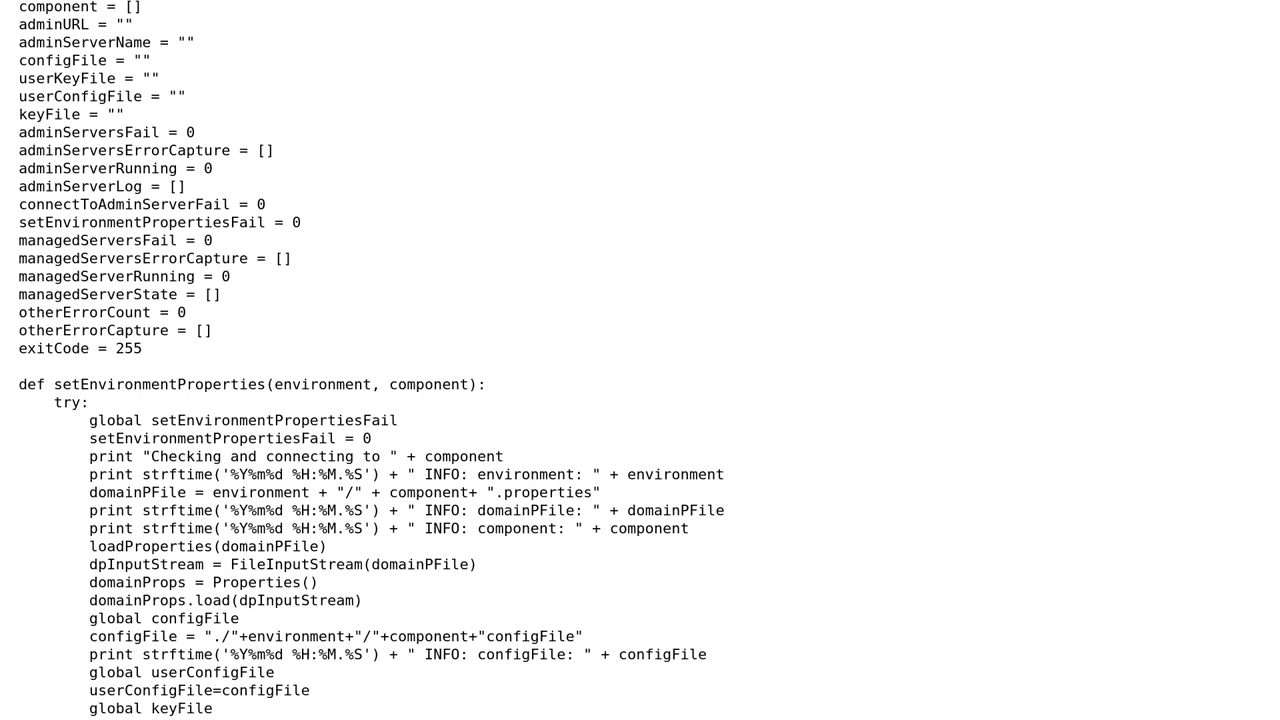 component = []
adminURL = ""
adminServerName = ""
configFile = ""
userKeyFile = ""
userConfigFile = ""
keyFile = ""
adminServersFail = 0
adminServersErrorCapture = []
adminServerRunning = 0
adminServerLog = []
connectToAdminServerFail = 0
setEnvironmentPropertiesFail = 0
managedServersFail = 0
managedServersErrorCapture = []
managedServerRunning = 0
managedServerState = []
otherErrorCount = 0
otherErrorCapture = []
exitCode = 255

def setEnvironmentProperties(environment, component):
    try:
        global setEnvironmentPropertiesFail
        setEnvironmentPropertiesFail = 0
        print "Checking and connecting to " + component
        print strftime('%Y%m%d %H:%M.%S') + " INFO: environment: " + environment
        domainPFile = environment + "/" + component+ ".properties"
        print strftime('%Y%m%d %H:%M.%S') + " INFO: domainPFile: " + domainPFile
        print strftime('%Y%m%d %H:%M.%S') + " INFO: component: " + component
        loadProperties(domainPFile)
        dpInputStream = FileInputStream(domainPFile)
        domainProps = Properties()
        domainProps.load(dpInputStream)
        global configFile
        configFile = "./"+environment+"/"+component+"configFile"
        print strftime('%Y%m%d %H:%M.%S') + " INFO: configFile: " + configFile
        global userConfigFile
        userConfigFile=configFile
        global keyFile